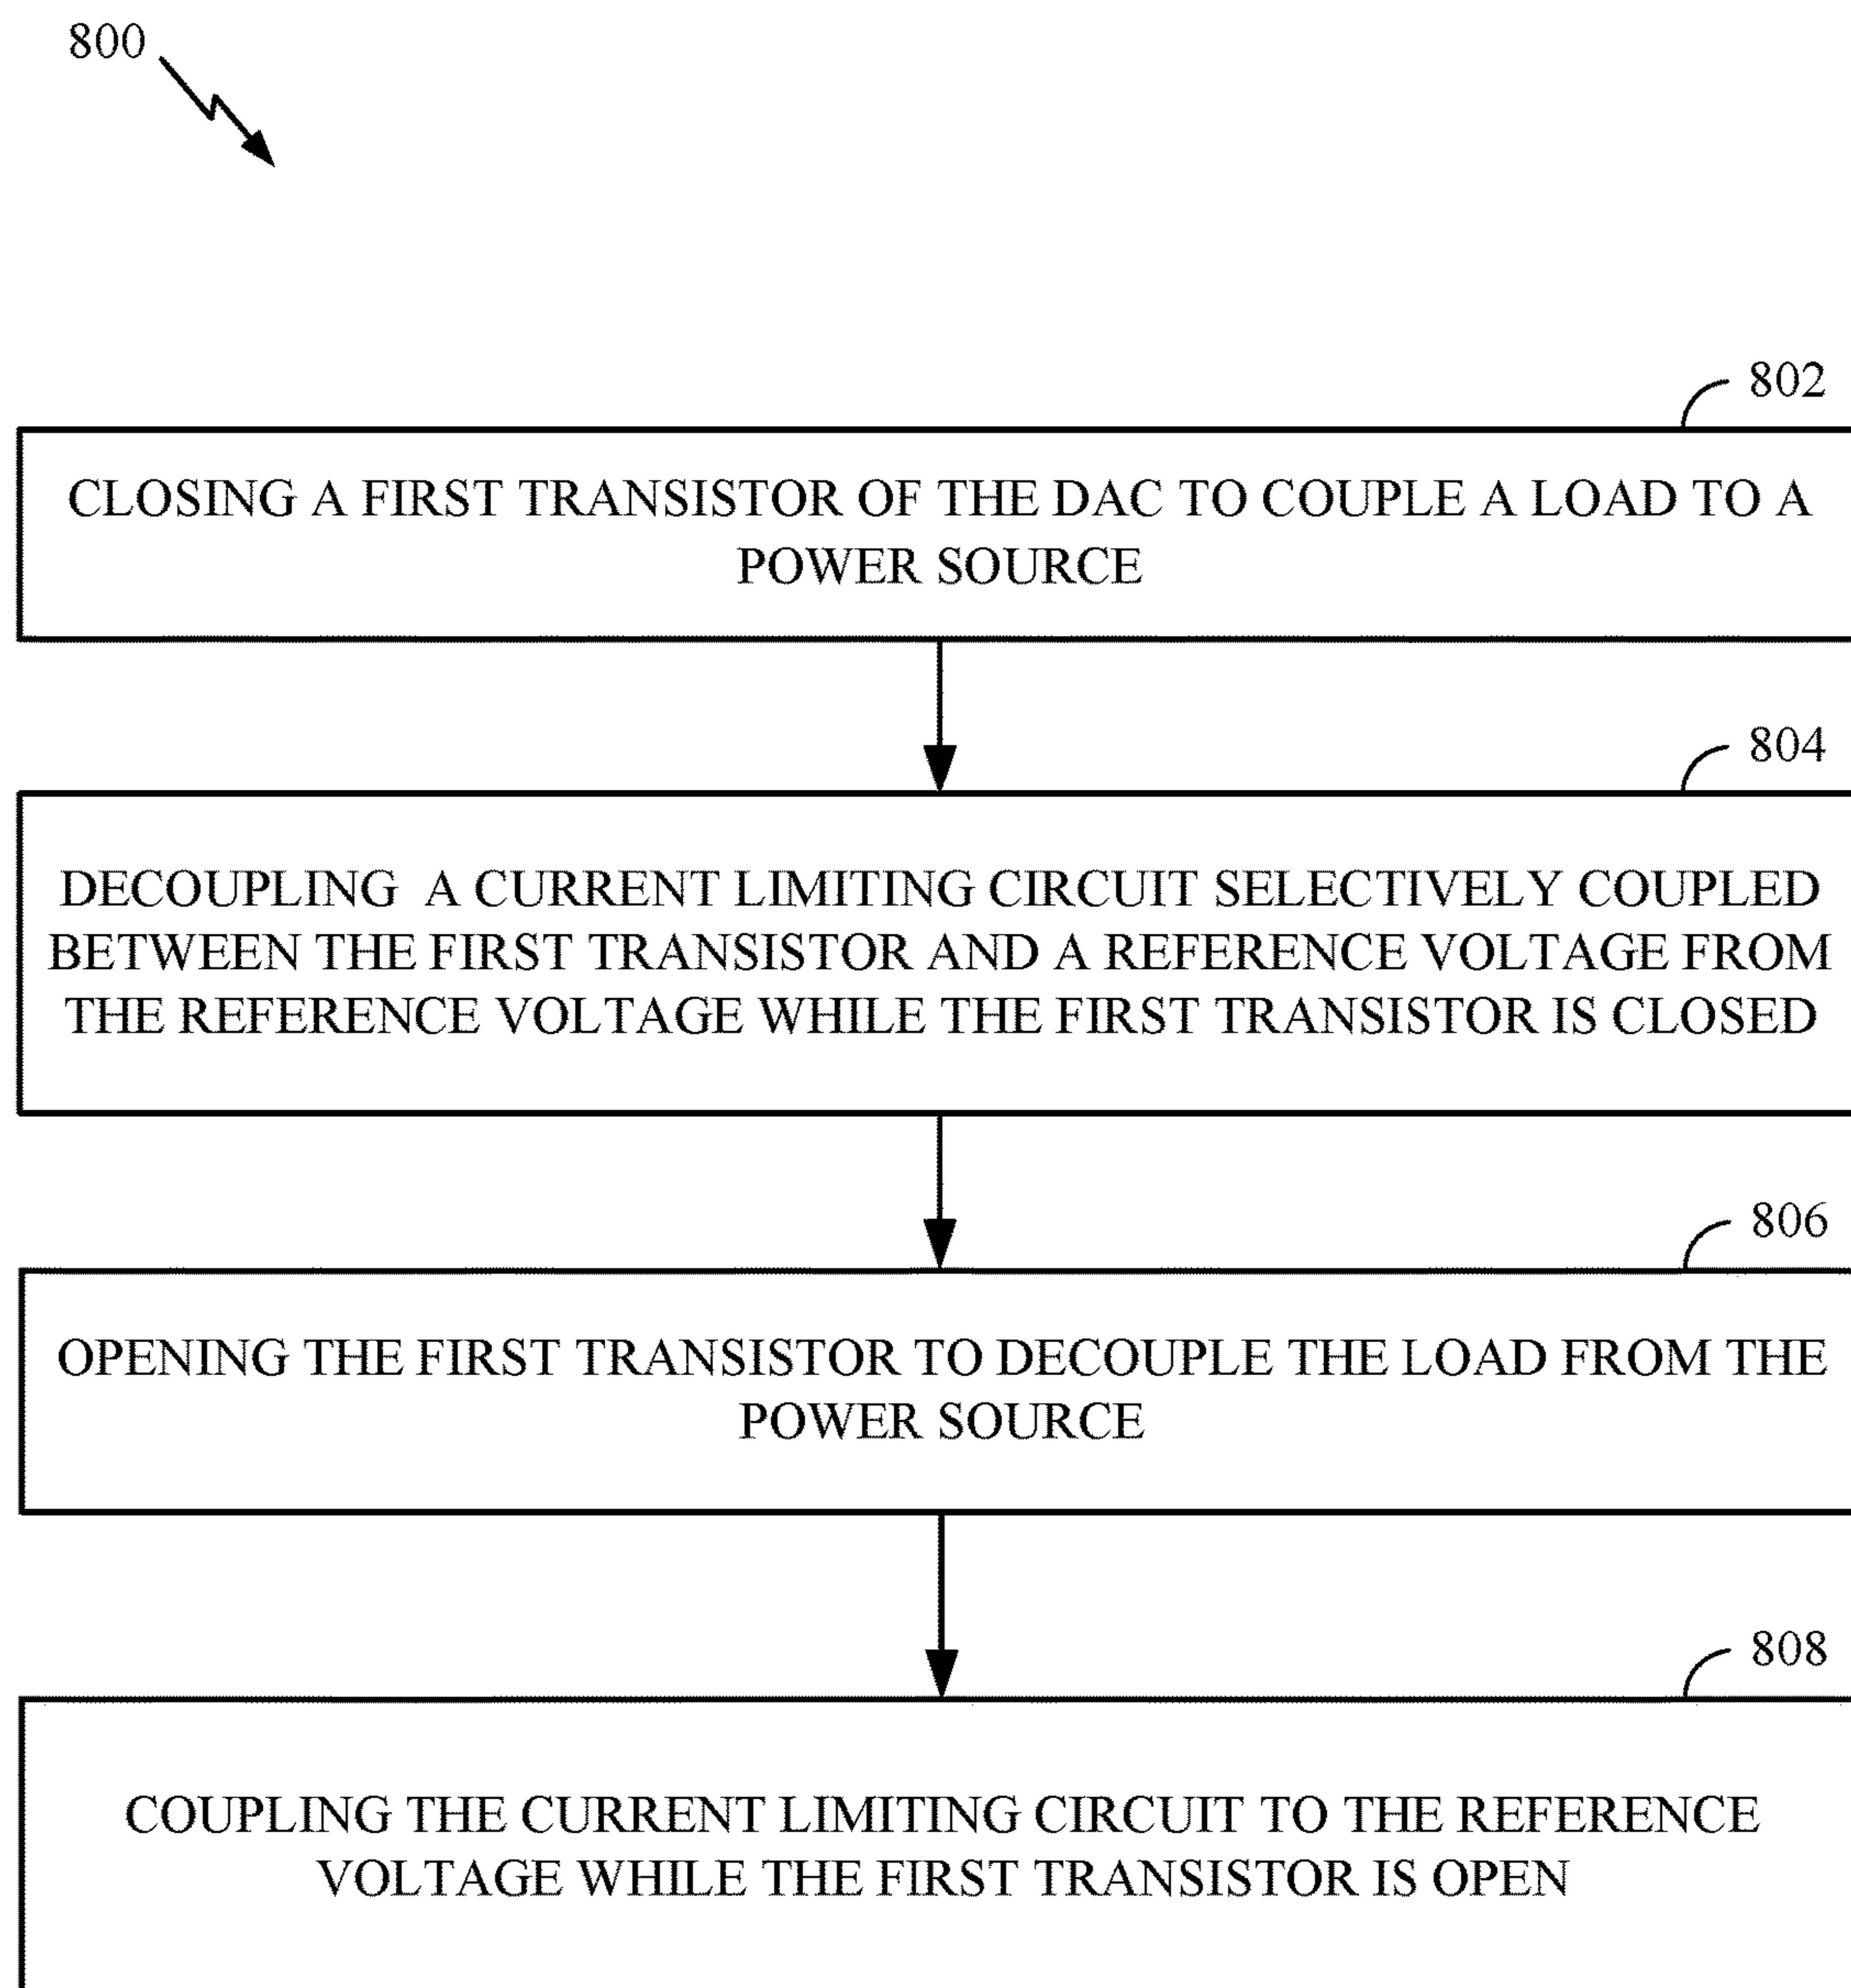 800
802
CLOSING A FIRST TRANSISTOR OF THE DAC TO COUPLE A LOAD TO A
POWER SOURCE
804
DECOUPLING A CURRENT LIMITING CIRCUIT SELECTIVELY COUPLED
BETWEEN THE FIRST TRANSISTOR AND A REFERENCE VOLTAGE FROM
THE REFERENCE VOLTAGE WHILE THE FIRST TRANSISTOR IS CLOSED
806
OPENING THE FIRST TRANSISTOR TO DECOUPLE THE LOAD FROM THE
POWER SOURCE
808
COUPLING THE CURRENT LIMITING CIRCUIT TO THE REFERENCE
VOLTAGE WHILE THE FIRST TRANSISTOR IS OPEN